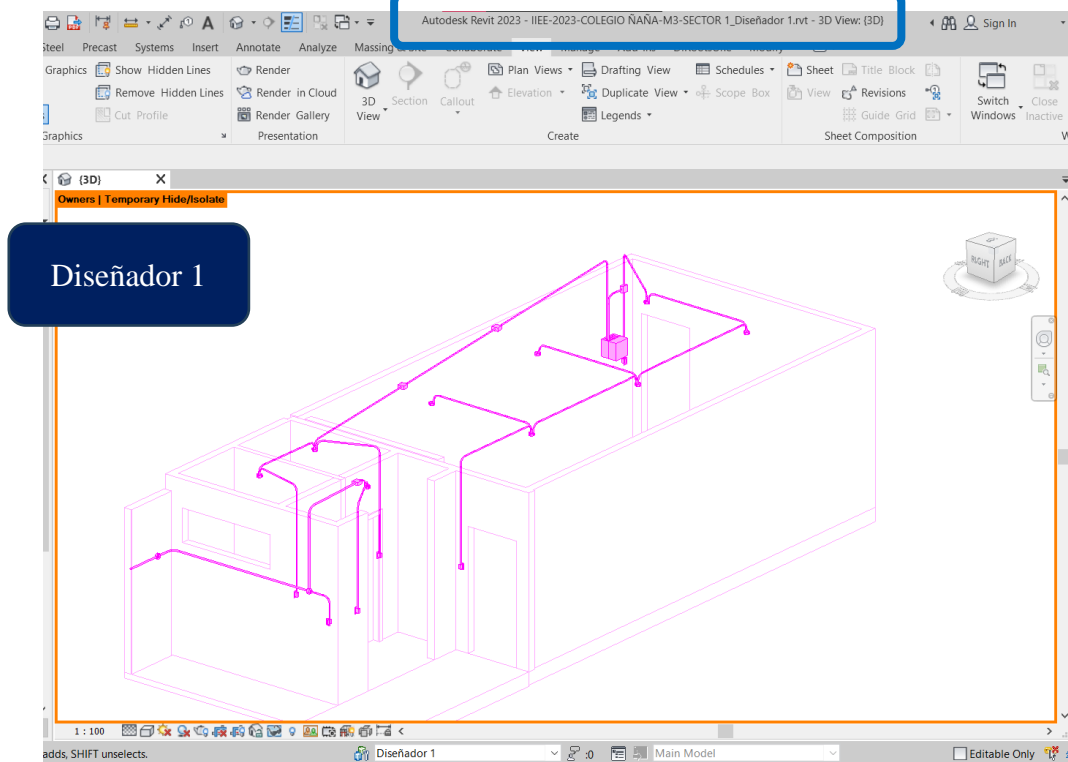 Autodesk Revit 2023 - IIEE-2023-COLEGIO ÑAÑA-M3-SECTOR 1_Diseñador 1.rvt - 3D View: {3D}
Sign In
Steel Precast Systems Insert Annotate Analyze
Graphics Show Hidden Lines Render Plan Views Drafting View Schedules Sheet Title Block
Remove Hidden Lines Render in Cloud 3D View Section Callout Elevation Duplicate View Scope Box View Revisions Switch Windows Close Inactive
Cut Profile Render Gallery Legends Guide Grid
Graphics Presentation Create Sheet Composition
{3D} X
Owners | Temporary Hide/Isolate
RIGHT BACK
Diseñador 1
1 : 100
adds, SHIFT unselects. Diseñador 1 :0 Main Model Editable Only